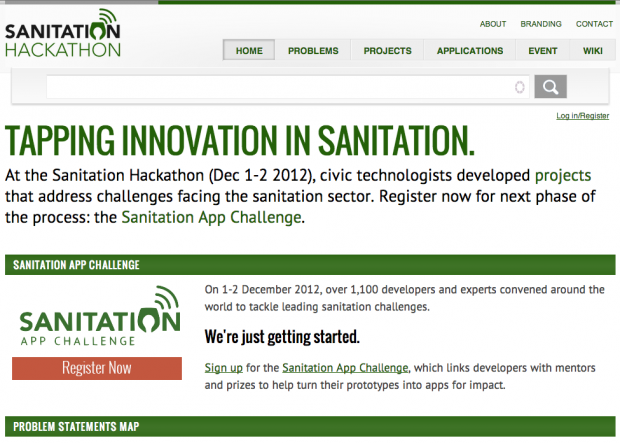 SANITATION
HACKATHON
ABOUT BRANDING CONTACT
HOME PROBLEMS PROJECTS APPLICATIONS EVENT WIKI
Log in/Register
TAPPING INNOVATION IN SANITATION.
At the Sanitation Hackathon (Dec 1-2 2012), civic technologists developed projects
that address challenges facing the sanitation sector. Register now for next phase of
the process: the Sanitation App Challenge.
SANITATION APP CHALLENGE
SANITATION
APP CHALLENGE
Register Now
On 1-2 December 2012, over 1,100 developers and experts convened around the
world to tackle leading sanitation challenges.
We're just getting started.
Sign up for the Sanitation App Challenge, which links developers with mentors
and prizes to help turn their prototypes into apps for impact.
PROBLEM STATEMENTS MAP